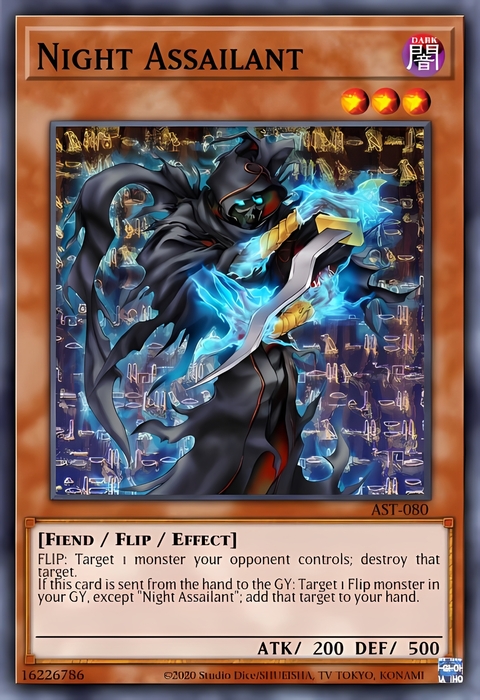 NIGHT ASSAILANT
DARK
闇
AST-080
[FIEND / FLIP / EFFECT]
FLIP: Target 1 monster your opponent controls; destroy that
target.
If this card is sent from the hand to the GY: Target 1 Flip monster in
your GY, except "Night Assailant"; add that target to your hand.
ATK/ 200 DEF/ 500
16226786
©2020 Studio Dice/SHUEISHA, TV TOKYO, KONAMI